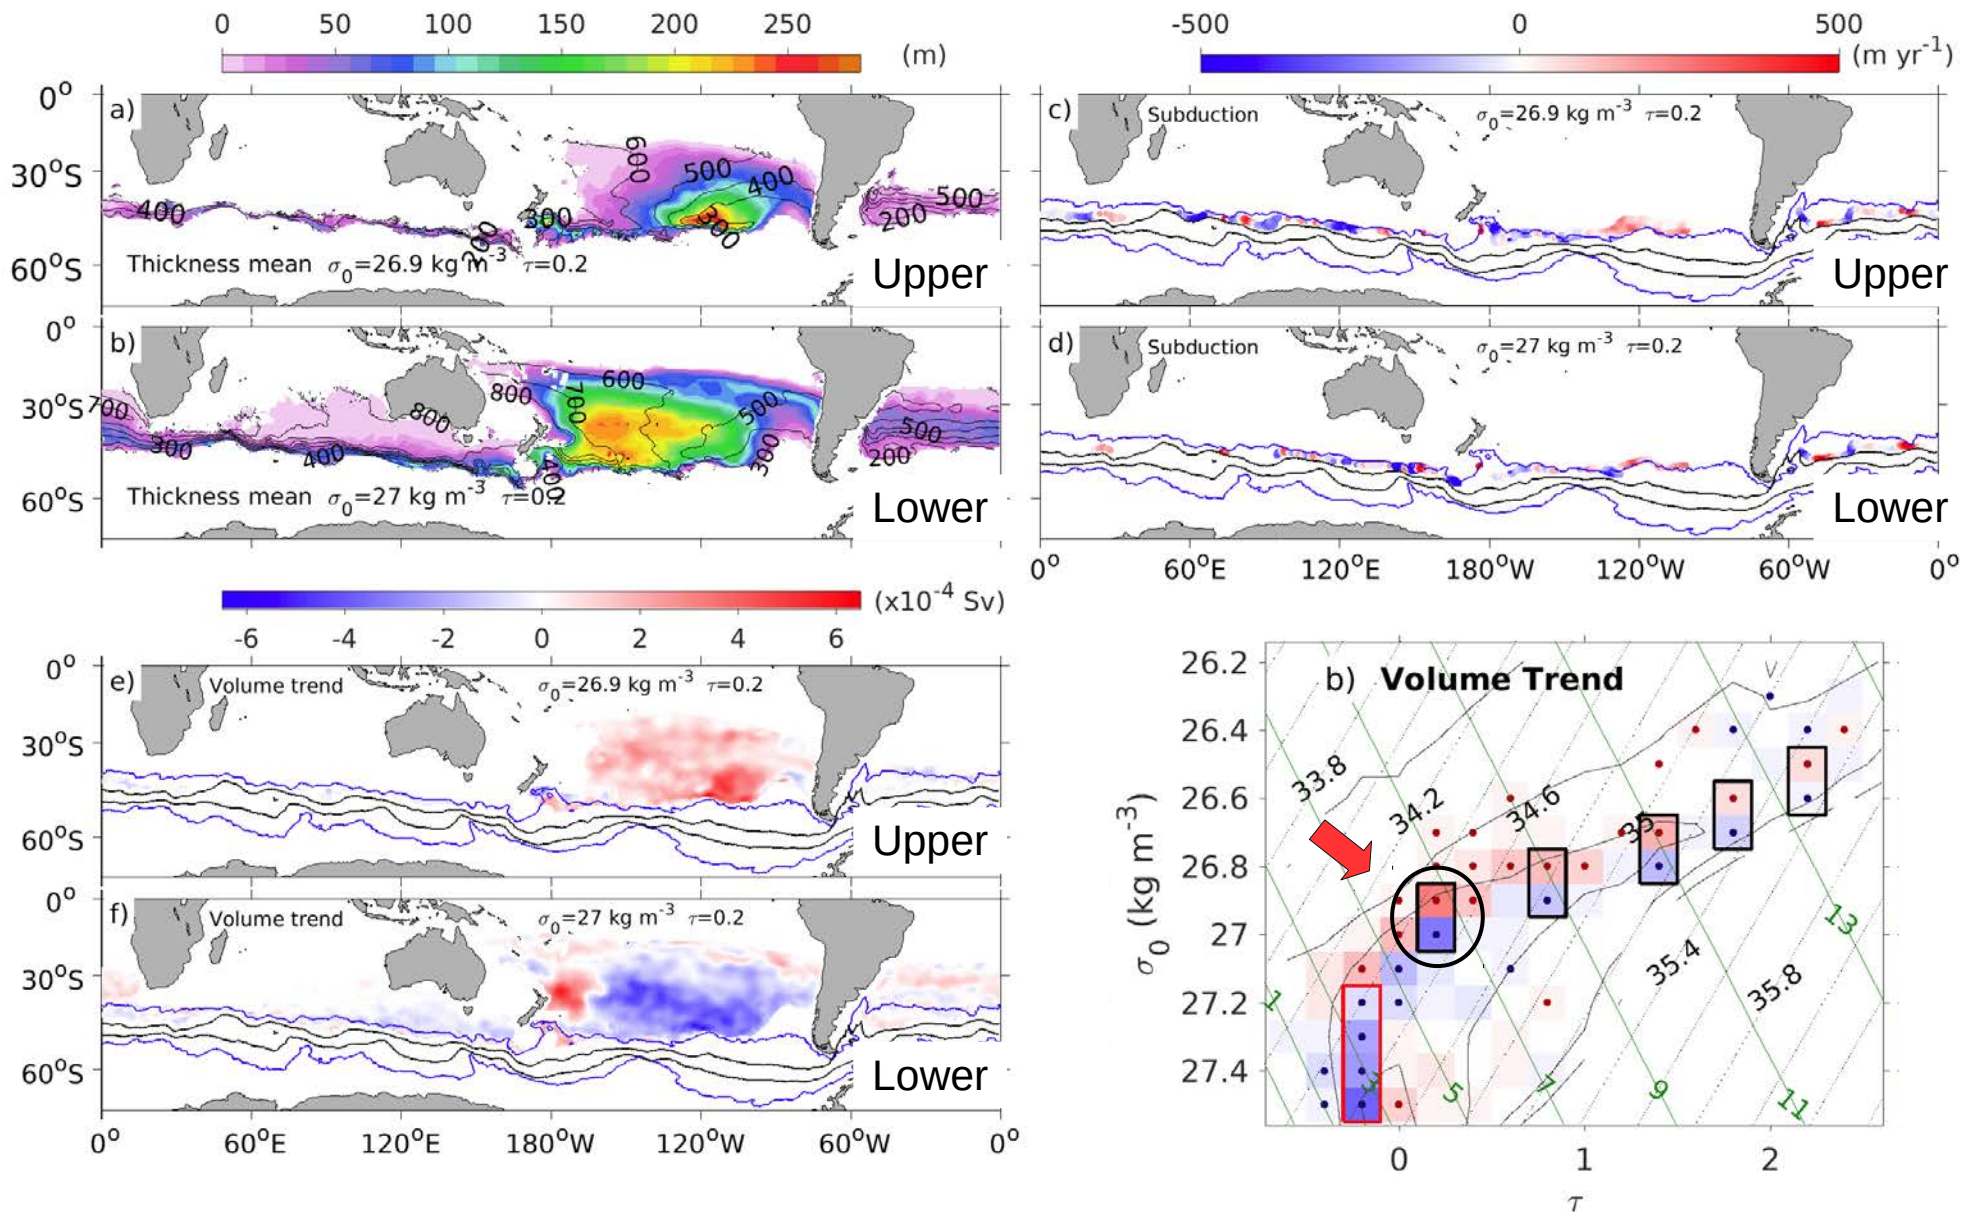 0 50 100 150 200 250
(m)
a)
0°
30°S
60°S
600
500
400
300
300
400
200
500
200
Thickness mean σ0=26.9 kg m-3 τ=0.2
Upper
b)
0°
30°S
60°S
700
300
400
800
800
700
600
500
300
400
500
200
Thickness mean σ0=27 kg m-3 τ=0.2
Lower
-500 0 500
(m yr-1)
c)
Subduction σ0=26.9 kg m-3 τ=0.2
Upper
d)
Subduction σ0=27 kg m-3 τ=0.2
Lower
0° 60°E 120°E 180°W 120°W 60°W 0°
(x10-4 Sv)
-6 -4 -2 0 2 4 6
e)
0°
30°S
60°S
Volume trend σ0=26.9 kg m-3 τ=0.2
Upper
f)
0°
30°S
60°S
Volume trend σ0=27 kg m-3 τ=0.2
Lower
0° 60°E 120°E 180°W 120°W 60°W 0°
b) Volume Trend
σ0 (kg m-3)
26.2
26.4
26.6
26.8
27
27.2
27.4
33.8
34.2
34.6
35
35.4
35.8
1
3
5
7
9
11
13
0 1 2
τ